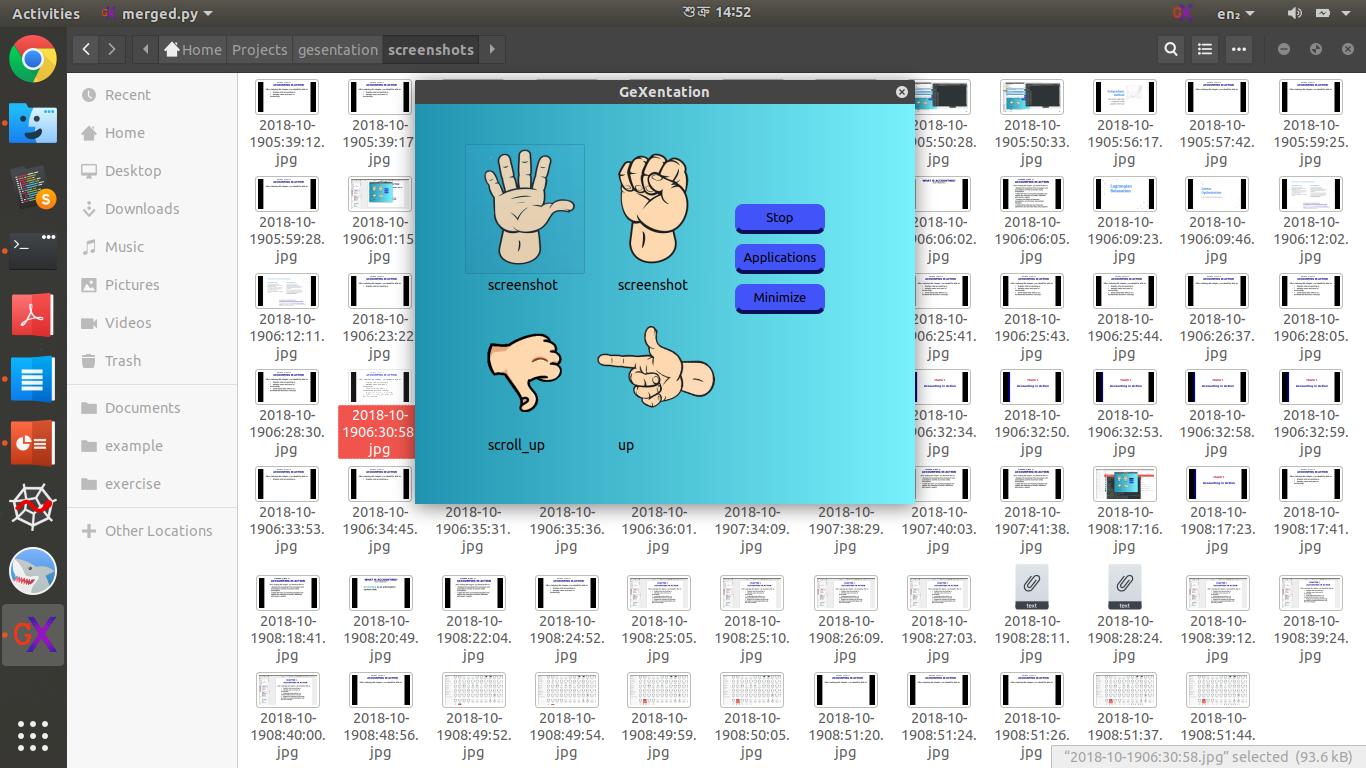 Activities merged.py শুক্র 14:52 GX en₂
Home Projects gesentation screenshots
Recent
Home
Desktop
Downloads
Music
Pictures
Videos
Trash
Documents
example
exercise
Other Locations
GeXentation
screenshot screenshot
scroll_up up
Stop
Applications
Minimize
2018-10- 2018-10- 2018-10- 2018-10- 2018-10- 2018-10- 2018-10-
1905:39:12. 1905:39:17 905:50:28. 1905:50:33. 1905:56:17. 1905:57:42. 1905:59:25.
jpg jpg jpg jpg jpg jpg jpg
2018-10- 2018-10- 2018-10- 2018-10- 2018-10- 2018-10- 2018-10-
1905:59:28. 1906:01:15 906:06:02. 1906:06:05. 1906:09:23. 1906:09:46. 1906:12:02.
jpg jpg jpg jpg jpg jpg jpg
2018-10- 2018-10- 2018-10- 2018-10- 2018-10- 2018-10- 2018-10-
1906:12:11. 1906:23:22 906:25:41. 1906:25:43. 1906:25:44. 1906:26:37. 1906:28:05.
jpg jpg jpg jpg jpg jpg jpg
2018-10- 2018-10- 2018-10- 2018-10- 2018-10- 2018-10- 2018-10-
1906:28:30. 1906:30:58 906:32:34. 1906:32:50. 1906:32:53. 1906:32:58. 1906:32:59.
jpg jpg jpg jpg jpg jpg jpg
2018-10- 2018-10- 2018-10- 2018-10- 2018-10- 2018-10- 2018-10- 2018-10- 2018-10- 2018-10- 2018-10- 2018-10-
1906:33:53. 1906:34:45. 1906:35:31. 1906:35:36. 1906:36:01. 1907:34:09. 1907:38:29. 1907:40:03. 1907:41:38. 1908:17:16. 1908:17:23. 1908:17:41.
jpg jpg jpg jpg jpg jpg jpg jpg jpg jpg jpg jpg
2018-10- 2018-10- 2018-10- 2018-10- 2018-10- 2018-10- 2018-10- 2018-10- 2018-10- 2018-10- 2018-10- 2018-10-
1908:18:41. 1908:20:49. 1908:22:04. 1908:24:52. 1908:25:05. 1908:25:10. 1908:26:09. 1908:27:03. 1908:28:11. 1908:28:24. 1908:39:12. 1908:39:24.
jpg jpg jpg jpg jpg jpg jpg jpg jpg jpg jpg jpg
2018-10- 2018-10- 2018-10- 2018-10- 2018-10- 2018-10- 2018-10- 2018-10- 2018-10- 2018-10- 2018-10-
1908:40:00. 1908:48:56. 1908:49:52. 1908:49:54. 1908:49:59. 1908:50:05. 1908:51:20. 1908:51:24. 1908:51:26. 1908:51:37. 1908:51:44.
jpg jpg jpg jpg jpg jpg jpg jpg jpg jpg jpg
“2018-10-1906:30:58.jpg” selected (93.6 kB)